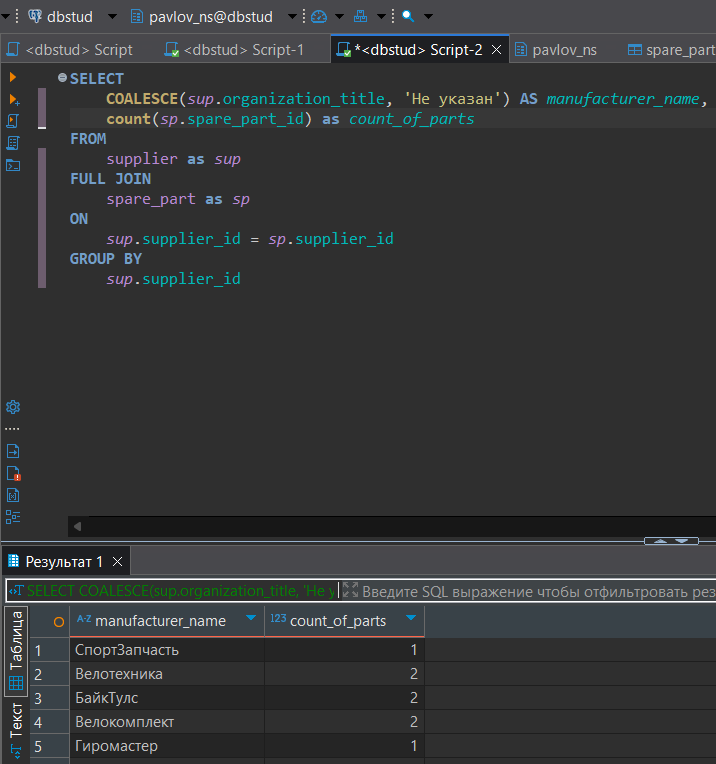 dbstud pavlov_ns@dbstud
<dbstud> Script <dbstud> Script-1 *<dbstud> Script-2 pavlov_ns spare_part
SELECT
COALESCE(sup.organization_title, 'Не указан') AS manufacturer_name,
count(sp.spare_part_id) as count_of_parts
FROM
supplier as sup
FULL JOIN
spare_part as sp
ON
sup.supplier_id = sp.supplier_id
GROUP BY
sup.supplier_id
Результат 1
SELECT COALESCE(sup.organization_title, 'Не у Введите SQL выражение чтобы отфильтровать рез
Таблица
Текст
A-Z manufacturer_name 123 count_of_parts
1 СпортЗапчасть 1
2 Велотехника 2
3 БайкТулс 2
4 Велокомплект 2
5 Гиромастер 1